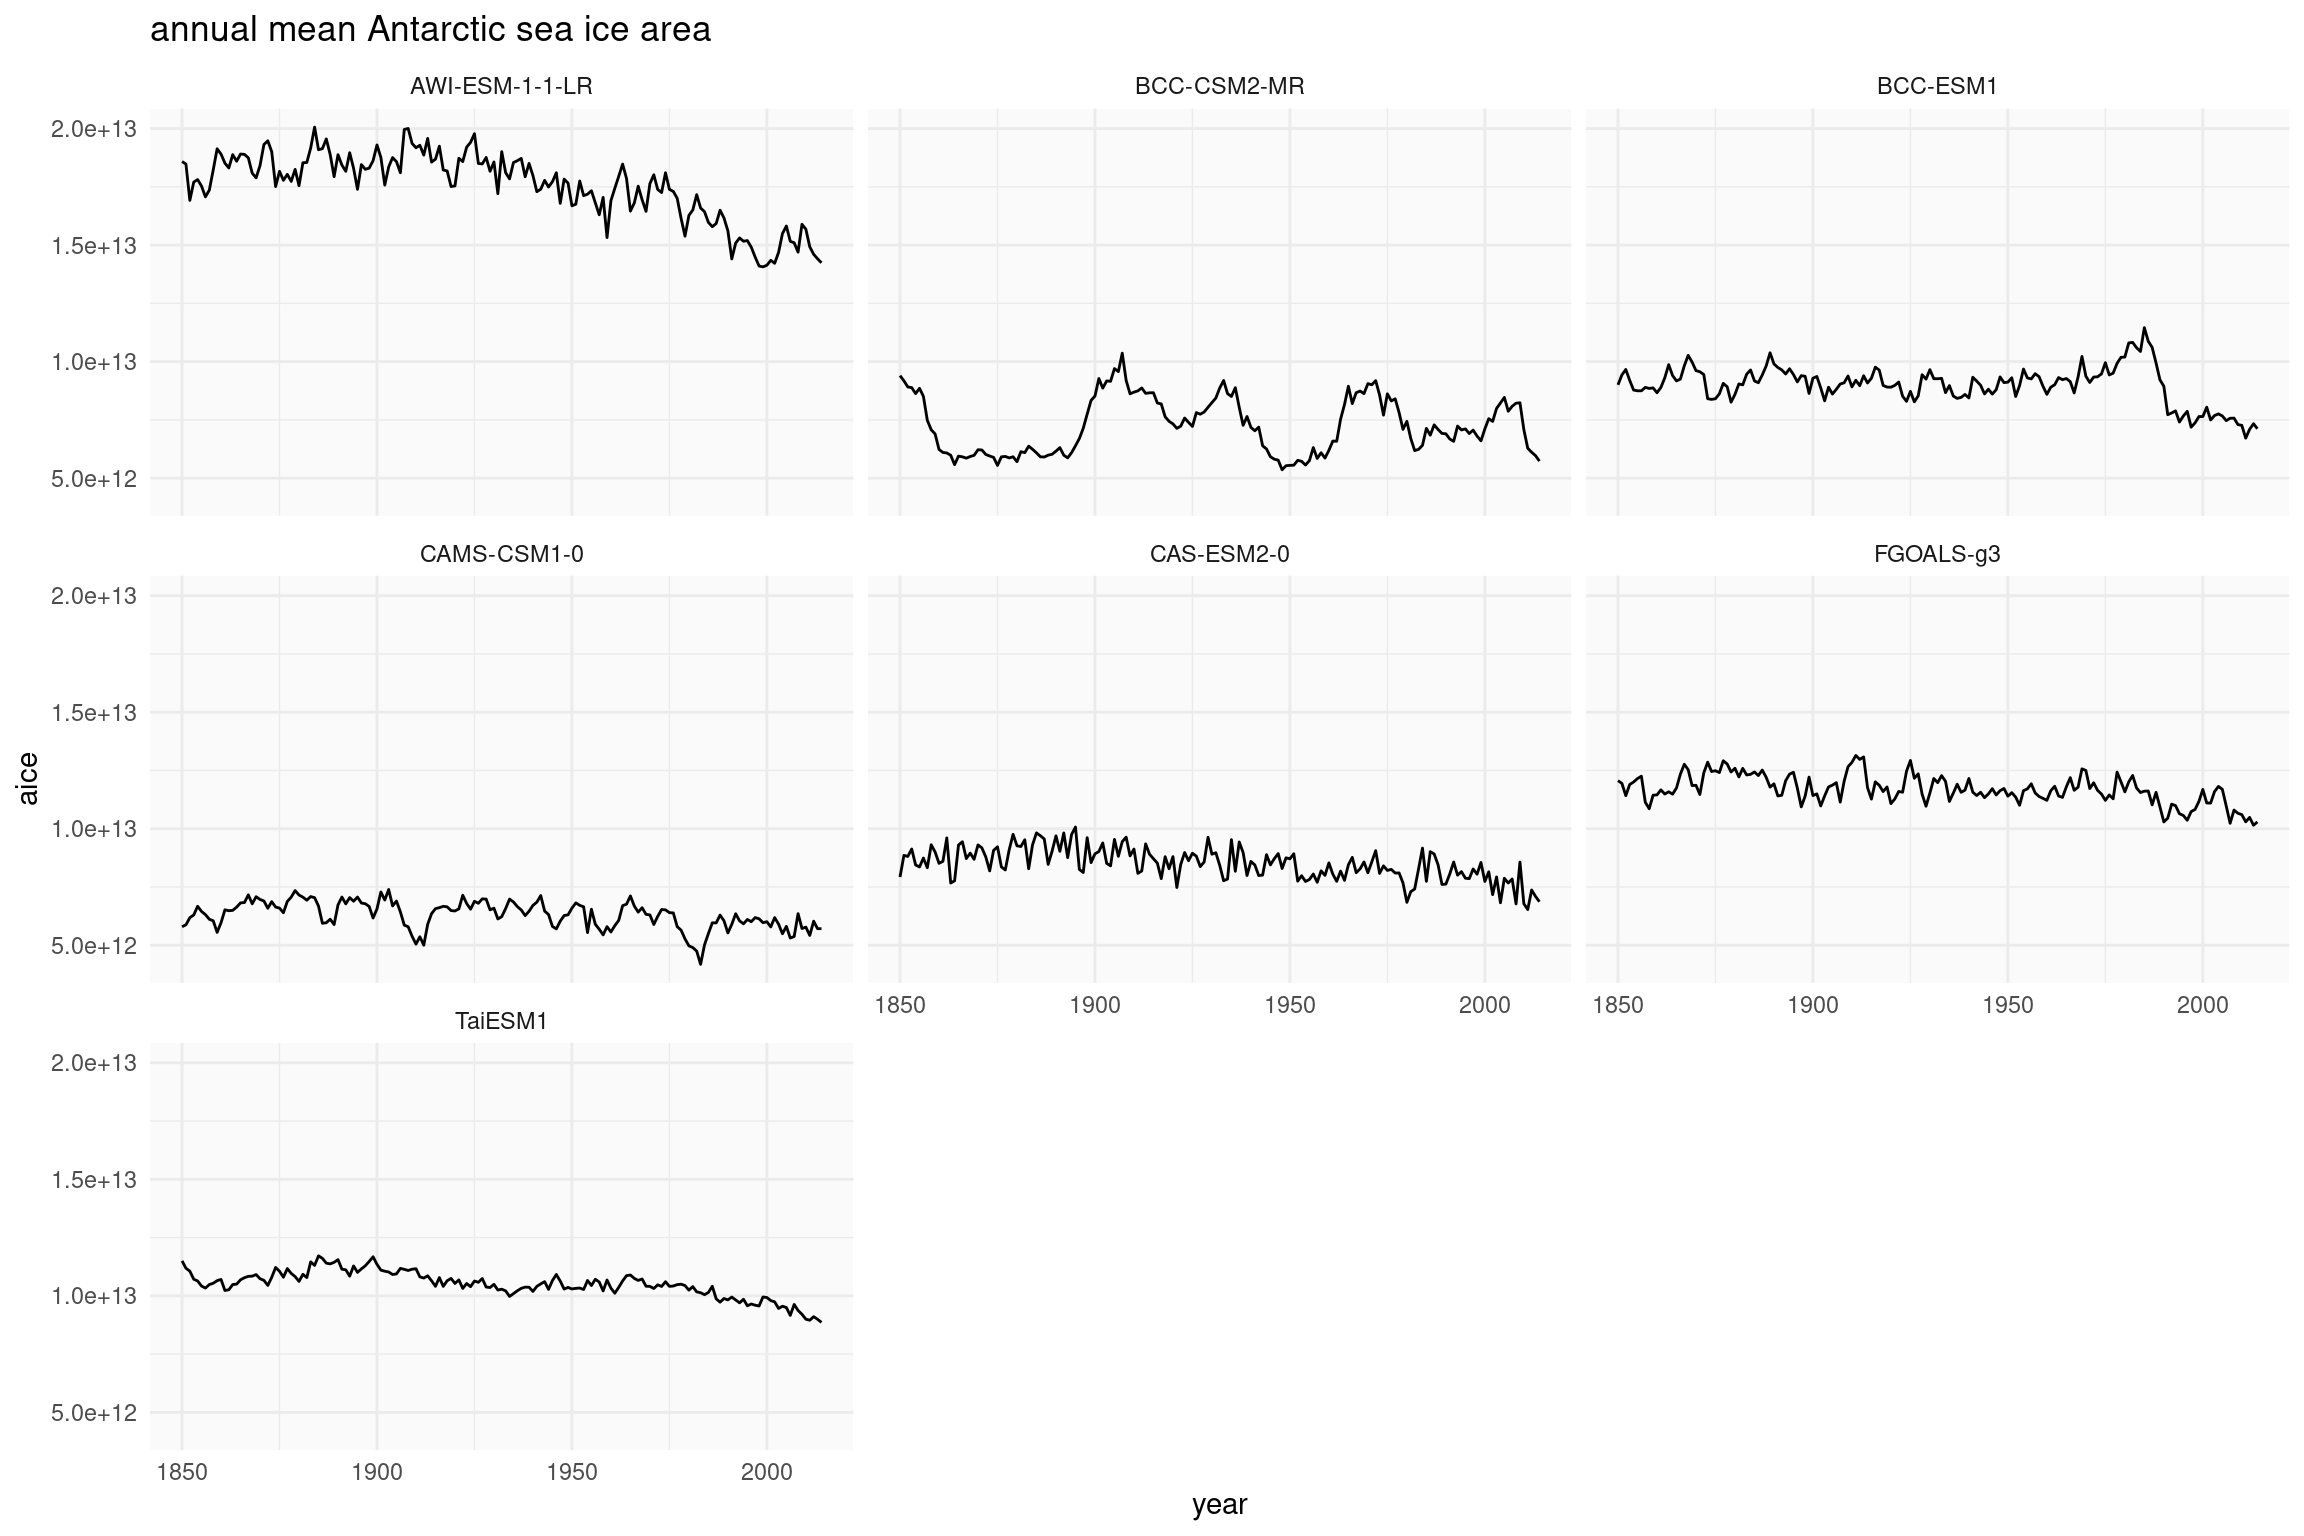 annual mean Antarctic sea ice area
AWI-ESM-1-1-LR
BCC-CSM2-MR
BCC-ESM1
2.0e+13
1.5e+13
1.0e+13
5.0e+12
CAMS-CSM1-0
CAS-ESM2-0
FGOALS-g3
2.0e+13
1.5e+13
1.0e+13
5.0e+12
aice
1850 1900 1950 2000
1850 1900 1950 2000
TaiESM1
2.0e+13
1.5e+13
1.0e+13
5.0e+12
1850 1900 1950 2000
year